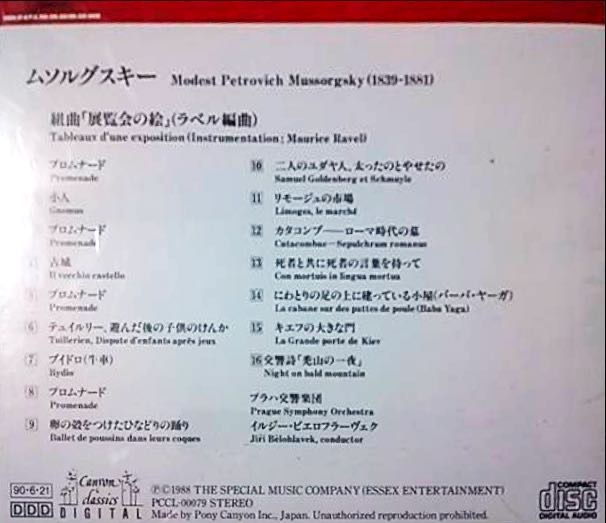 ムソルグスキー Modest Petrovich Mussorgsky (1839-1881)
組曲「展覧会の絵」(ラベル編曲)
Tableaux d'une exposition (Instrumentation; Maurice Ravel)
プロムナード
Promenade
小人
Gnomus
プロムナード
Promenade
古城
Il vecchio castello
プロムナード
Promenade
6 テュイルリー、遊んだ後の子供のけんか
Tuilleries, Dispute d'enfants après jeux
7 ブイドロ(牛車)
Bydlo
8 プロムナード
Promenade
9 卵の殻をつけたひなどりの踊り
Ballet de poussins dans leurs coques
10 二人のユダヤ人、太ったのとやせたの
Samuel Goldenberg et Schmuyle
11 リモージュの市場
Limoges, le marché
12 カタコンブ──ローマ時代の墓
Catacombae—Sepulchrum romanus
13 死者と共に死者の言葉を持って
Con mortuis in lingua mortua
14 にわとりの足の上に建っている小屋(バーバ・ヤーガ)
La cabane sur des pattes de poule (Baba Yaga)
15 キエフの大きな門
La Grande porte de Kiev
16 交響詩「禿山の一夜」
Night on bald mountain
プラハ交響楽団
Prague Symphony Orchestra
イルジー・ビエロフラーヴェク
Jiří Bělohlávek, conductor
90・6・21
DDD
Canyon
classics
DIGITAL
Ⓟ©1988 THE SPECIAL MUSIC COMPANY (ESSEX ENTERTAINMENT)
PCCL-00079 STEREO
Made by Pony Canyon Inc., Japan. Unauthorized reproduction prohibited.
COMPACT
disc
DIGITAL AUDIO